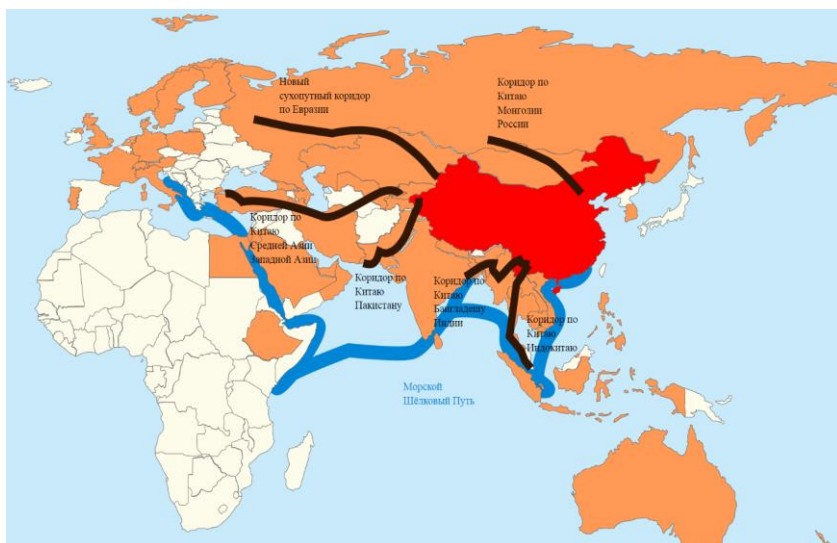 Новый
сухопутный коридор
по Евразии
Коридор по
Китаю
Монголии
России
Коридор по
Китаю
Средней Азии
Западной Азии
Коридор по
Китаю
Пакистану
Коридор по
Китаю
Бангладешу
Индии
Коридор по
Китаю
Индокитаю
Морской
Шёлковый Путь